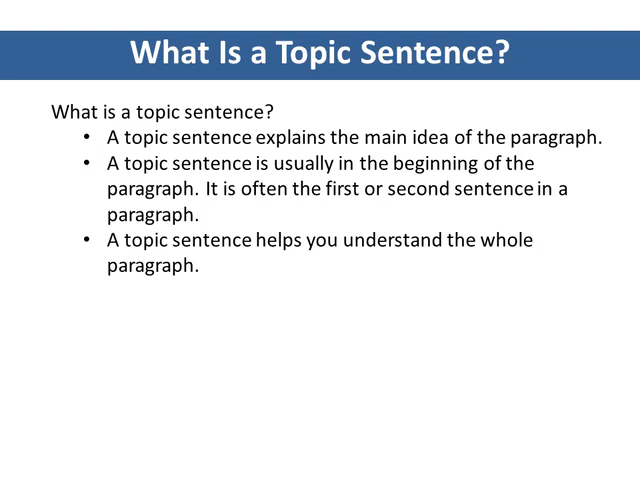 What Is a Topic Sentence?
What is a topic sentence?
• A topic sentence explains the main idea of the paragraph.
• A topic sentence is usually in the beginning of the
paragraph. It is often the first or second sentence in a
paragraph.
• A topic sentence helps you understand the whole
paragraph.